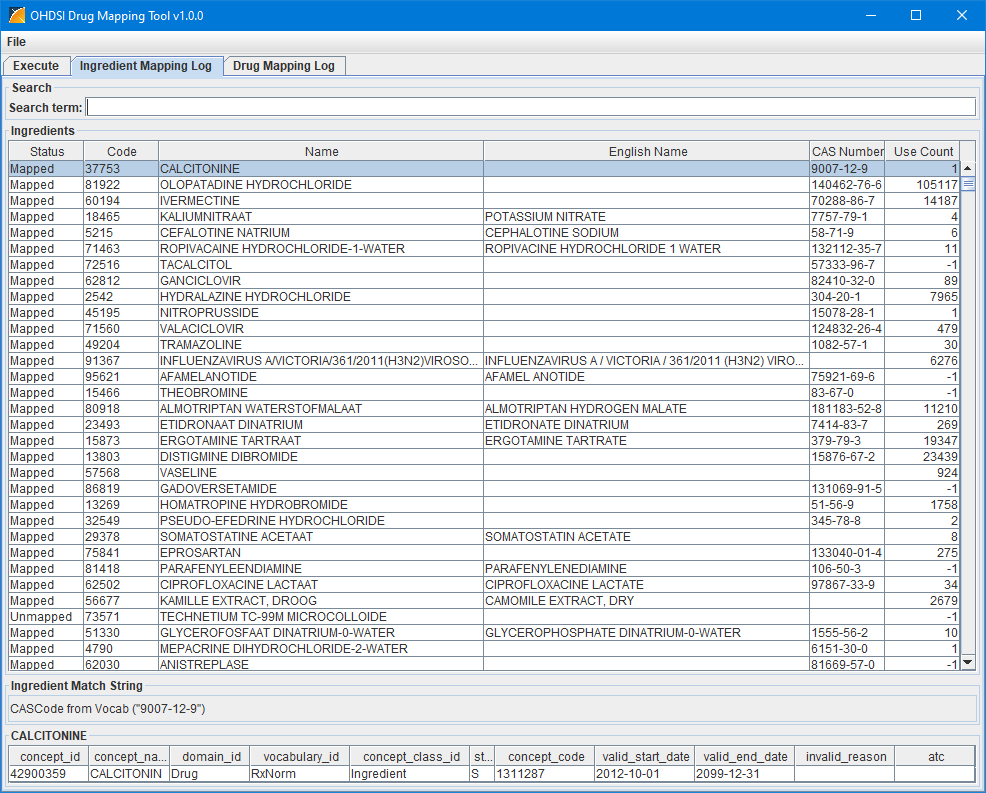 OHDSI Drug Mapping Tool v1.0.0
File
Execute Ingredient Mapping Log Drug Mapping Log
Search
Search term:
Ingredients
Status Code Name English Name CAS Number Use Count
Mapped 37753 CALCITONINE 9007-12-9 1
Mapped 81922 OLOPATADINE HYDROCHLORIDE 140462-76-6 105117
Mapped 60194 IVERMECTINE 70288-86-7 14187
Mapped 18465 KALIUMNITRAAT POTASSIUM NITRATE 7757-79-1 4
Mapped 5215 CEFALOTINE NATRIUM CEPHALOTINE SODIUM 58-71-9 6
Mapped 71463 ROPIVACAINE HYDROCHLORIDE-1-WATER ROPIVACINE HYDROCHLORIDE 1 WATER 132112-35-7 11
Mapped 72516 TACALCITOL 57333-96-7 -1
Mapped 62812 GANCICLOVIR 82410-32-0 89
Mapped 2542 HYDRALAZINE HYDROCHLORIDE 304-20-1 7965
Mapped 45195 NITROPRUSSIDE 15078-28-1 1
Mapped 71560 VALACICLOVIR 124832-26-4 479
Mapped 49204 TRAMAZOLINE 1082-57-1 30
Mapped 91367 INFLUENZAVIRUS A/VICTORIA/361/2011(H3N2)VIROSO... INFLUENZAVIRUS A / VICTORIA / 361/2011 (H3N2) VIRO... 6276
Mapped 95621 AFAMELANOTIDE AFAMEL ANOTIDE 75921-69-6 -1
Mapped 15466 THEOBROMINE 83-67-0 -1
Mapped 80918 ALMOTRIPTAN WATERSTOFMALAAT ALMOTRIPTAN HYDROGEN MALATE 181183-52-8 11210
Mapped 23493 ETIDRONAAT DINATRIUM ETIDRONATE DINATRIUM 7414-83-7 269
Mapped 15873 ERGOTAMINE TARTRAAT ERGOTAMINE TARTRATE 379-79-3 19347
Mapped 13803 DISTIGMINE DIBROMIDE 15876-67-2 23439
Mapped 57568 VASELINE 924
Mapped 86819 GADOVERSETAMIDE 131069-91-5 -1
Mapped 13269 HOMATROPINE HYDROBROMIDE 51-56-9 1758
Mapped 32549 PSEUDO-EFEDRINE HYDROCHLORIDE 345-78-8 2
Mapped 29378 SOMATOSTATINE ACETAAT SOMATOSTATIN ACETATE 8
Mapped 75841 EPROSARTAN 133040-01-4 275
Mapped 81418 PARAFENYLEENDIAMINE PARAFENYLENEDIAMINE 106-50-3 -1
Mapped 62502 CIPROFLOXACINE LACTAAT CIPROFLOXACINE LACTATE 97867-33-9 34
Mapped 56677 KAMILLE EXTRACT, DROOG CAMOMILE EXTRACT, DRY 2679
Unmapped 73571 TECHNETIUM TC-99M MICROCOLLOIDE -1
Mapped 51330 GLYCEROFOSFAAT DINATRIUM-0-WATER GLYCEROPHOSPHATE DINATRIUM-0-WATER 1555-56-2 10
Mapped 4790 MEPACRINE DIHYDROCHLORIDE-2-WATER 6151-30-0 1
Mapped 62030 ANISTREPLASE 81669-57-0 -1
Ingredient Match String
CASCode from Vocab ("9007-12-9")
CALCITONINE
concept_id concept_na... domain_id vocabulary_id concept_class_id st... concept_code valid_start_date valid_end_date invalid_reason atc
42900359 CALCITONIN Drug RxNorm Ingredient S 1311287 2012-10-01 2099-12-31